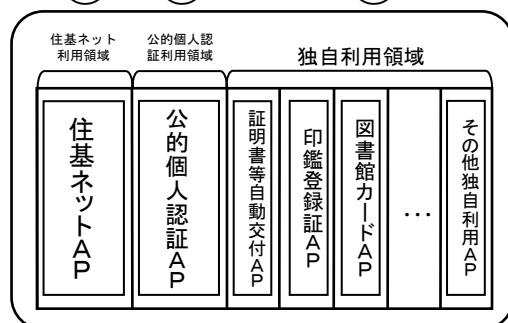 住基ネット
利用領域
公的個人認
証利用領域
独自利用領域
住基ネットAP
公的個人認証AP
証明書等自動交付AP
印鑑登録証AP
図書館カードAP
…
その他独自利用AP